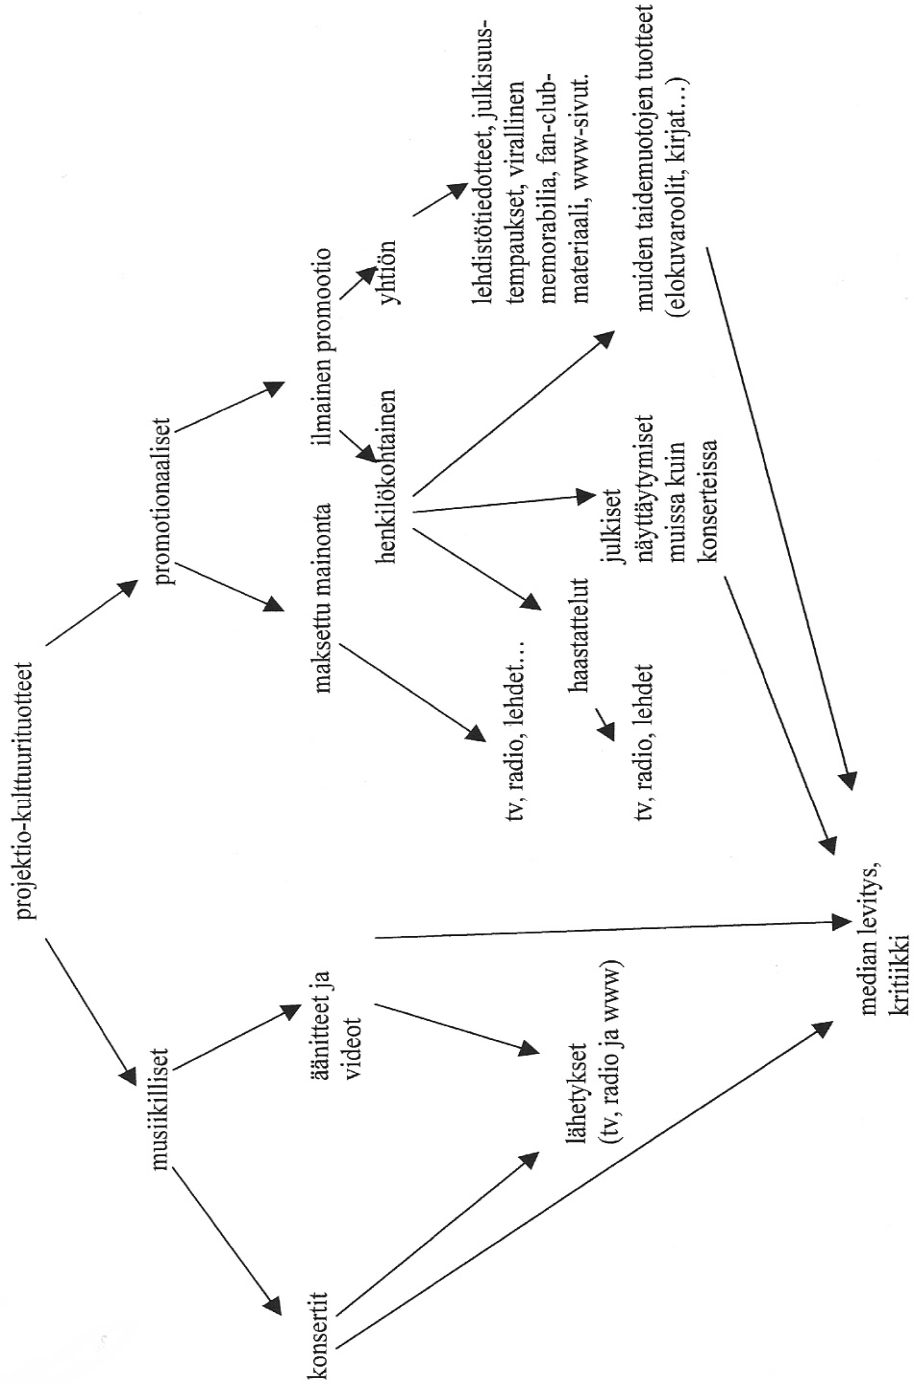 projektio-kulttuurituotteet
musiikilliset
promotionaaliset
konsertit
äänitteet ja
videot
maksettu mainonta
ilmainen promootio
henkilökohtainen
yhtiön
tv, radio, lehdet…
lehdistötiedotteet, julkisuus-
tempaukset, virallinen
memorabilia, fan-club-
materiaali, www-sivut.
lähetykset
(tv, radio ja www)
haastattelut
tv, radio, lehdet
julkiset
näyttäytymiset
muissa kuin
konserteissa
muiden taidemuotojen tuotteet
(elokuvaroolit, kirjat…)
median levitys,
kritiikki